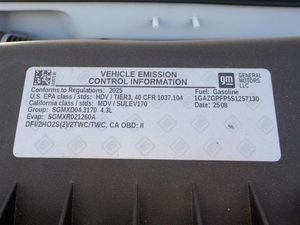 VEHICLE EMISSION
CONTROL INFORMATION
gm
GENERAL
MOTORS
LLC
Conforms to Regulations: 2025
Fuel: Gasoline
U.S. EPA class / stds: HDV / TIER3, 40 CFR 1037.104
1GAZGPFP5S1257130
California class / stds: MDV / SULEV170
Date: 25/08
Group: SGMXD04.3170 4.3L
Evap: SGMXR021260A
DFI/2HO2S(2)/2TWC/TWC, CA OBD: II